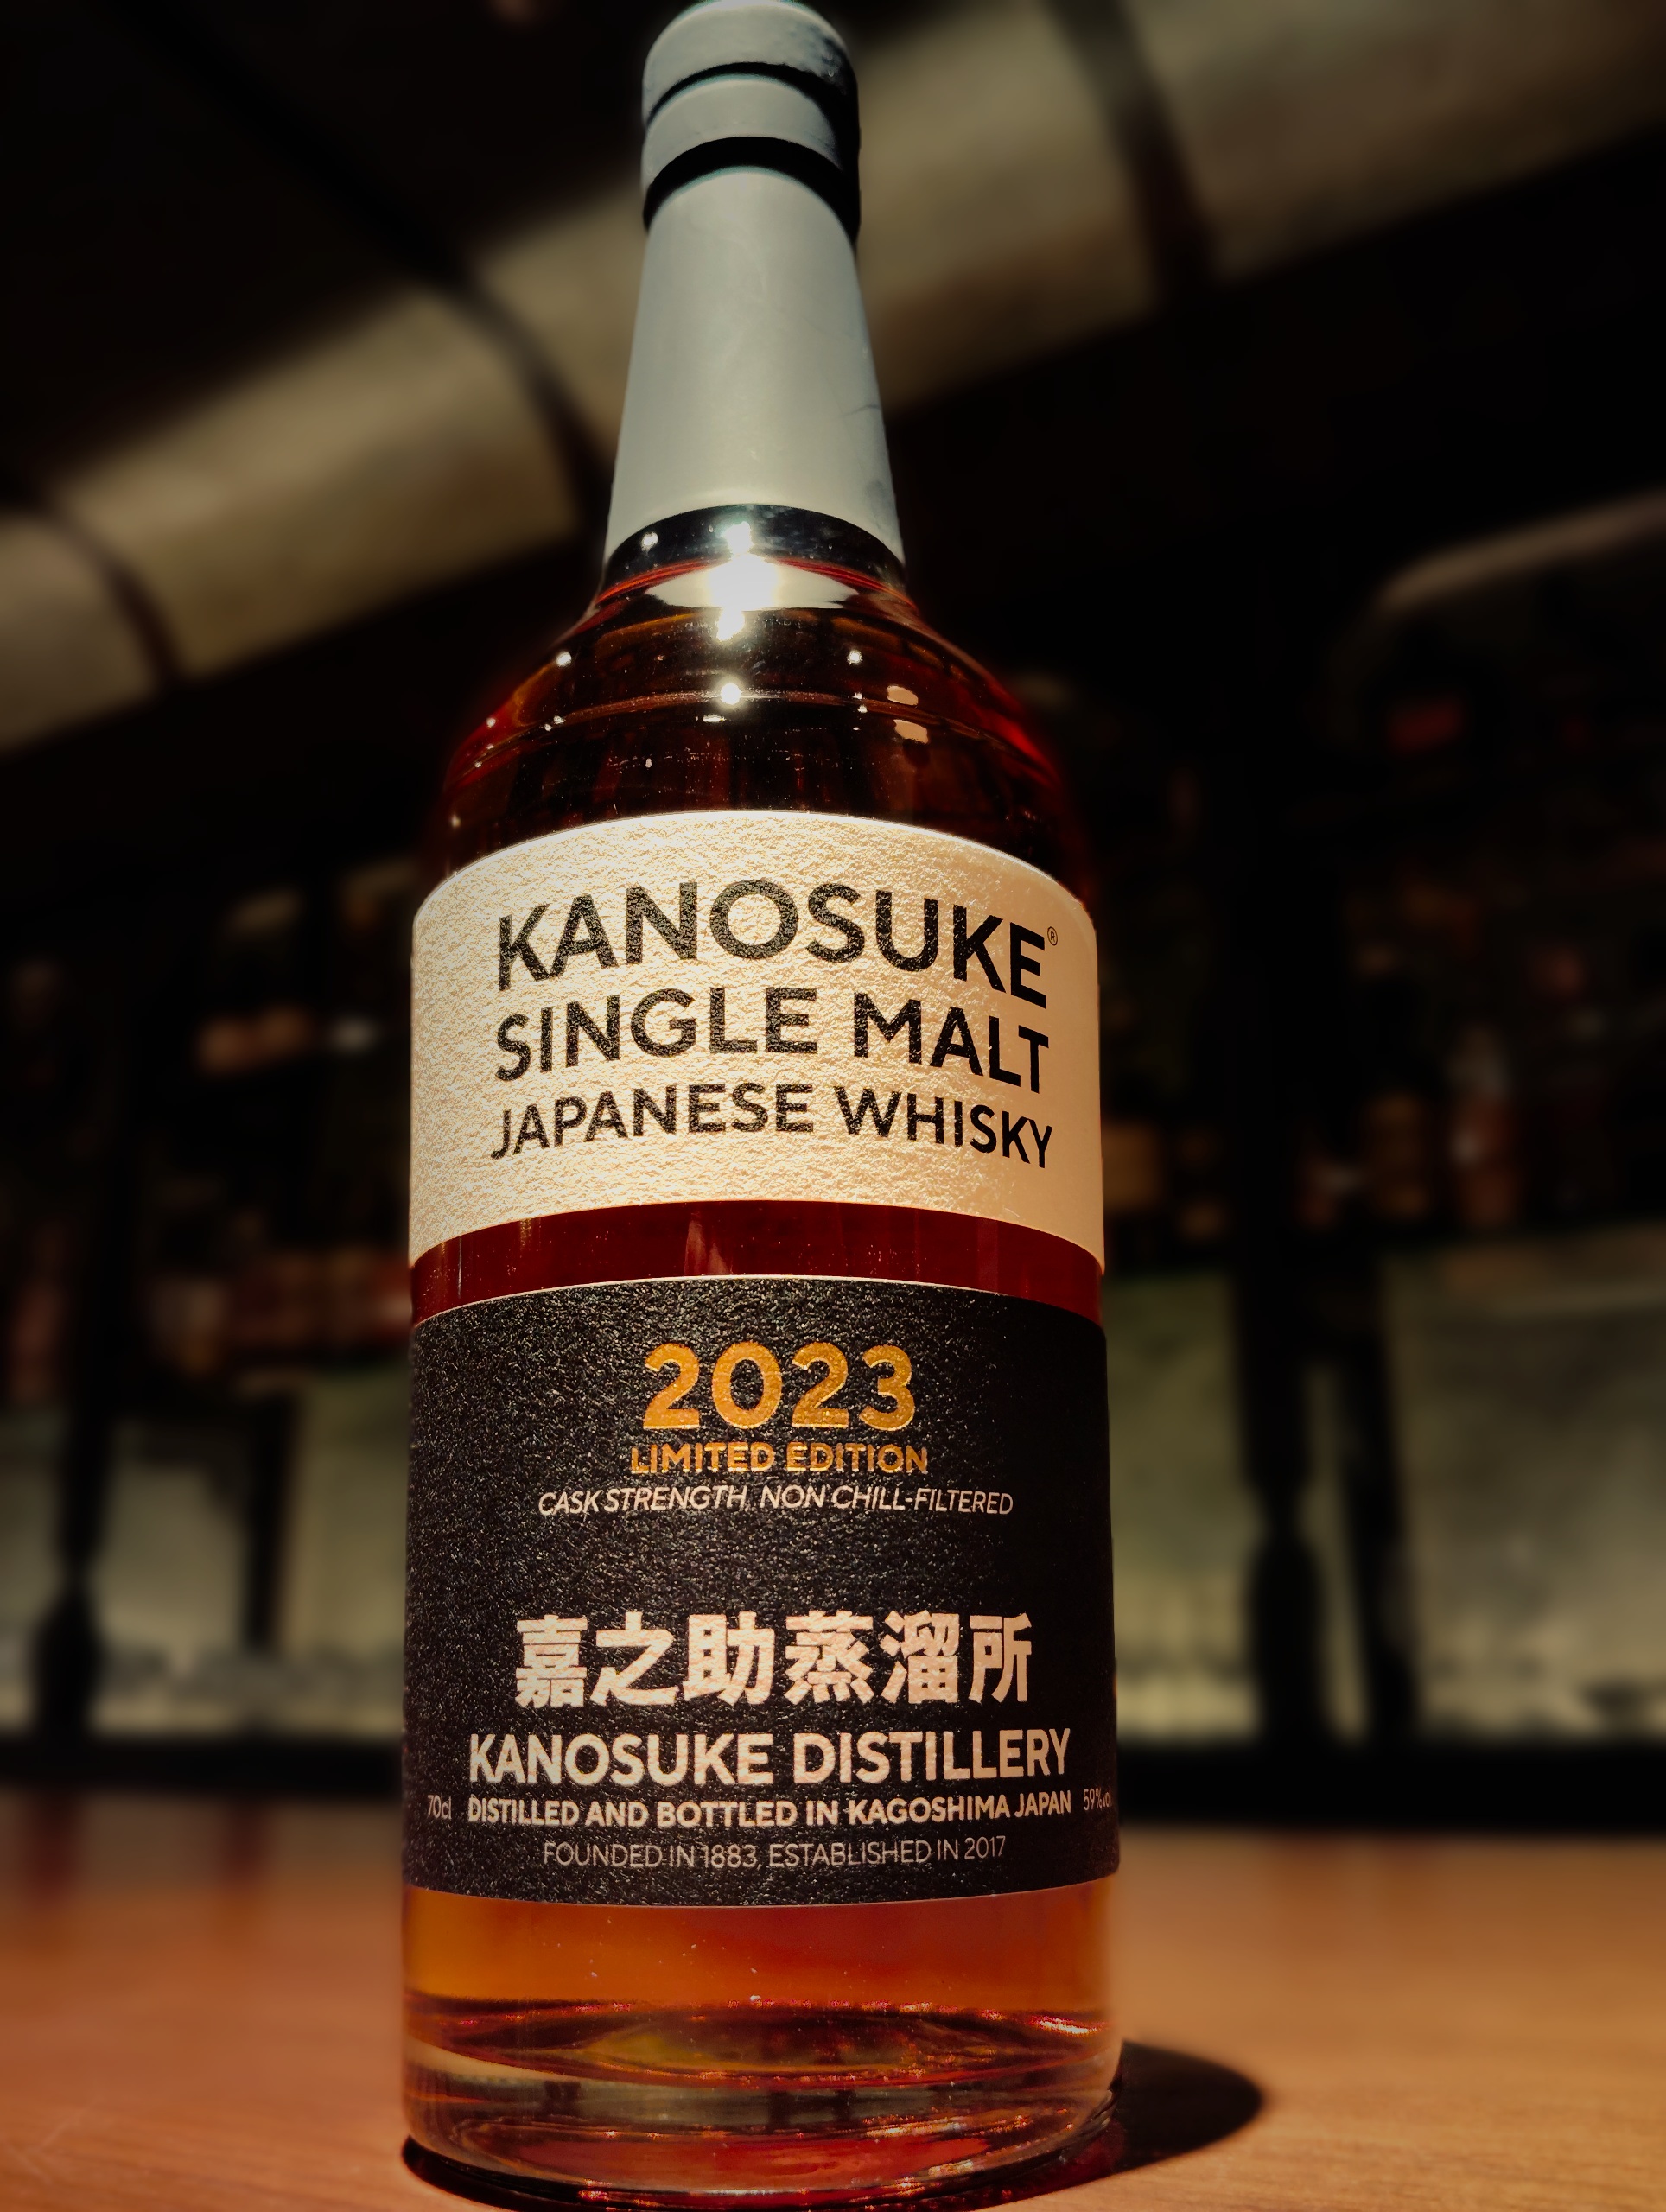 KANOSUKE®
SINGLE MALT
JAPANESE WHISKY
2023
LIMITED EDITION
CASK STRENGTH, NON CHILL-FILTERED
嘉之助蒸溜所
KANOSUKE DISTILLERY
70cl DISTILLED AND BOTTLED IN KAGOSHIMA JAPAN 59%vol
FOUNDED IN 1883, ESTABLISHED IN 2017